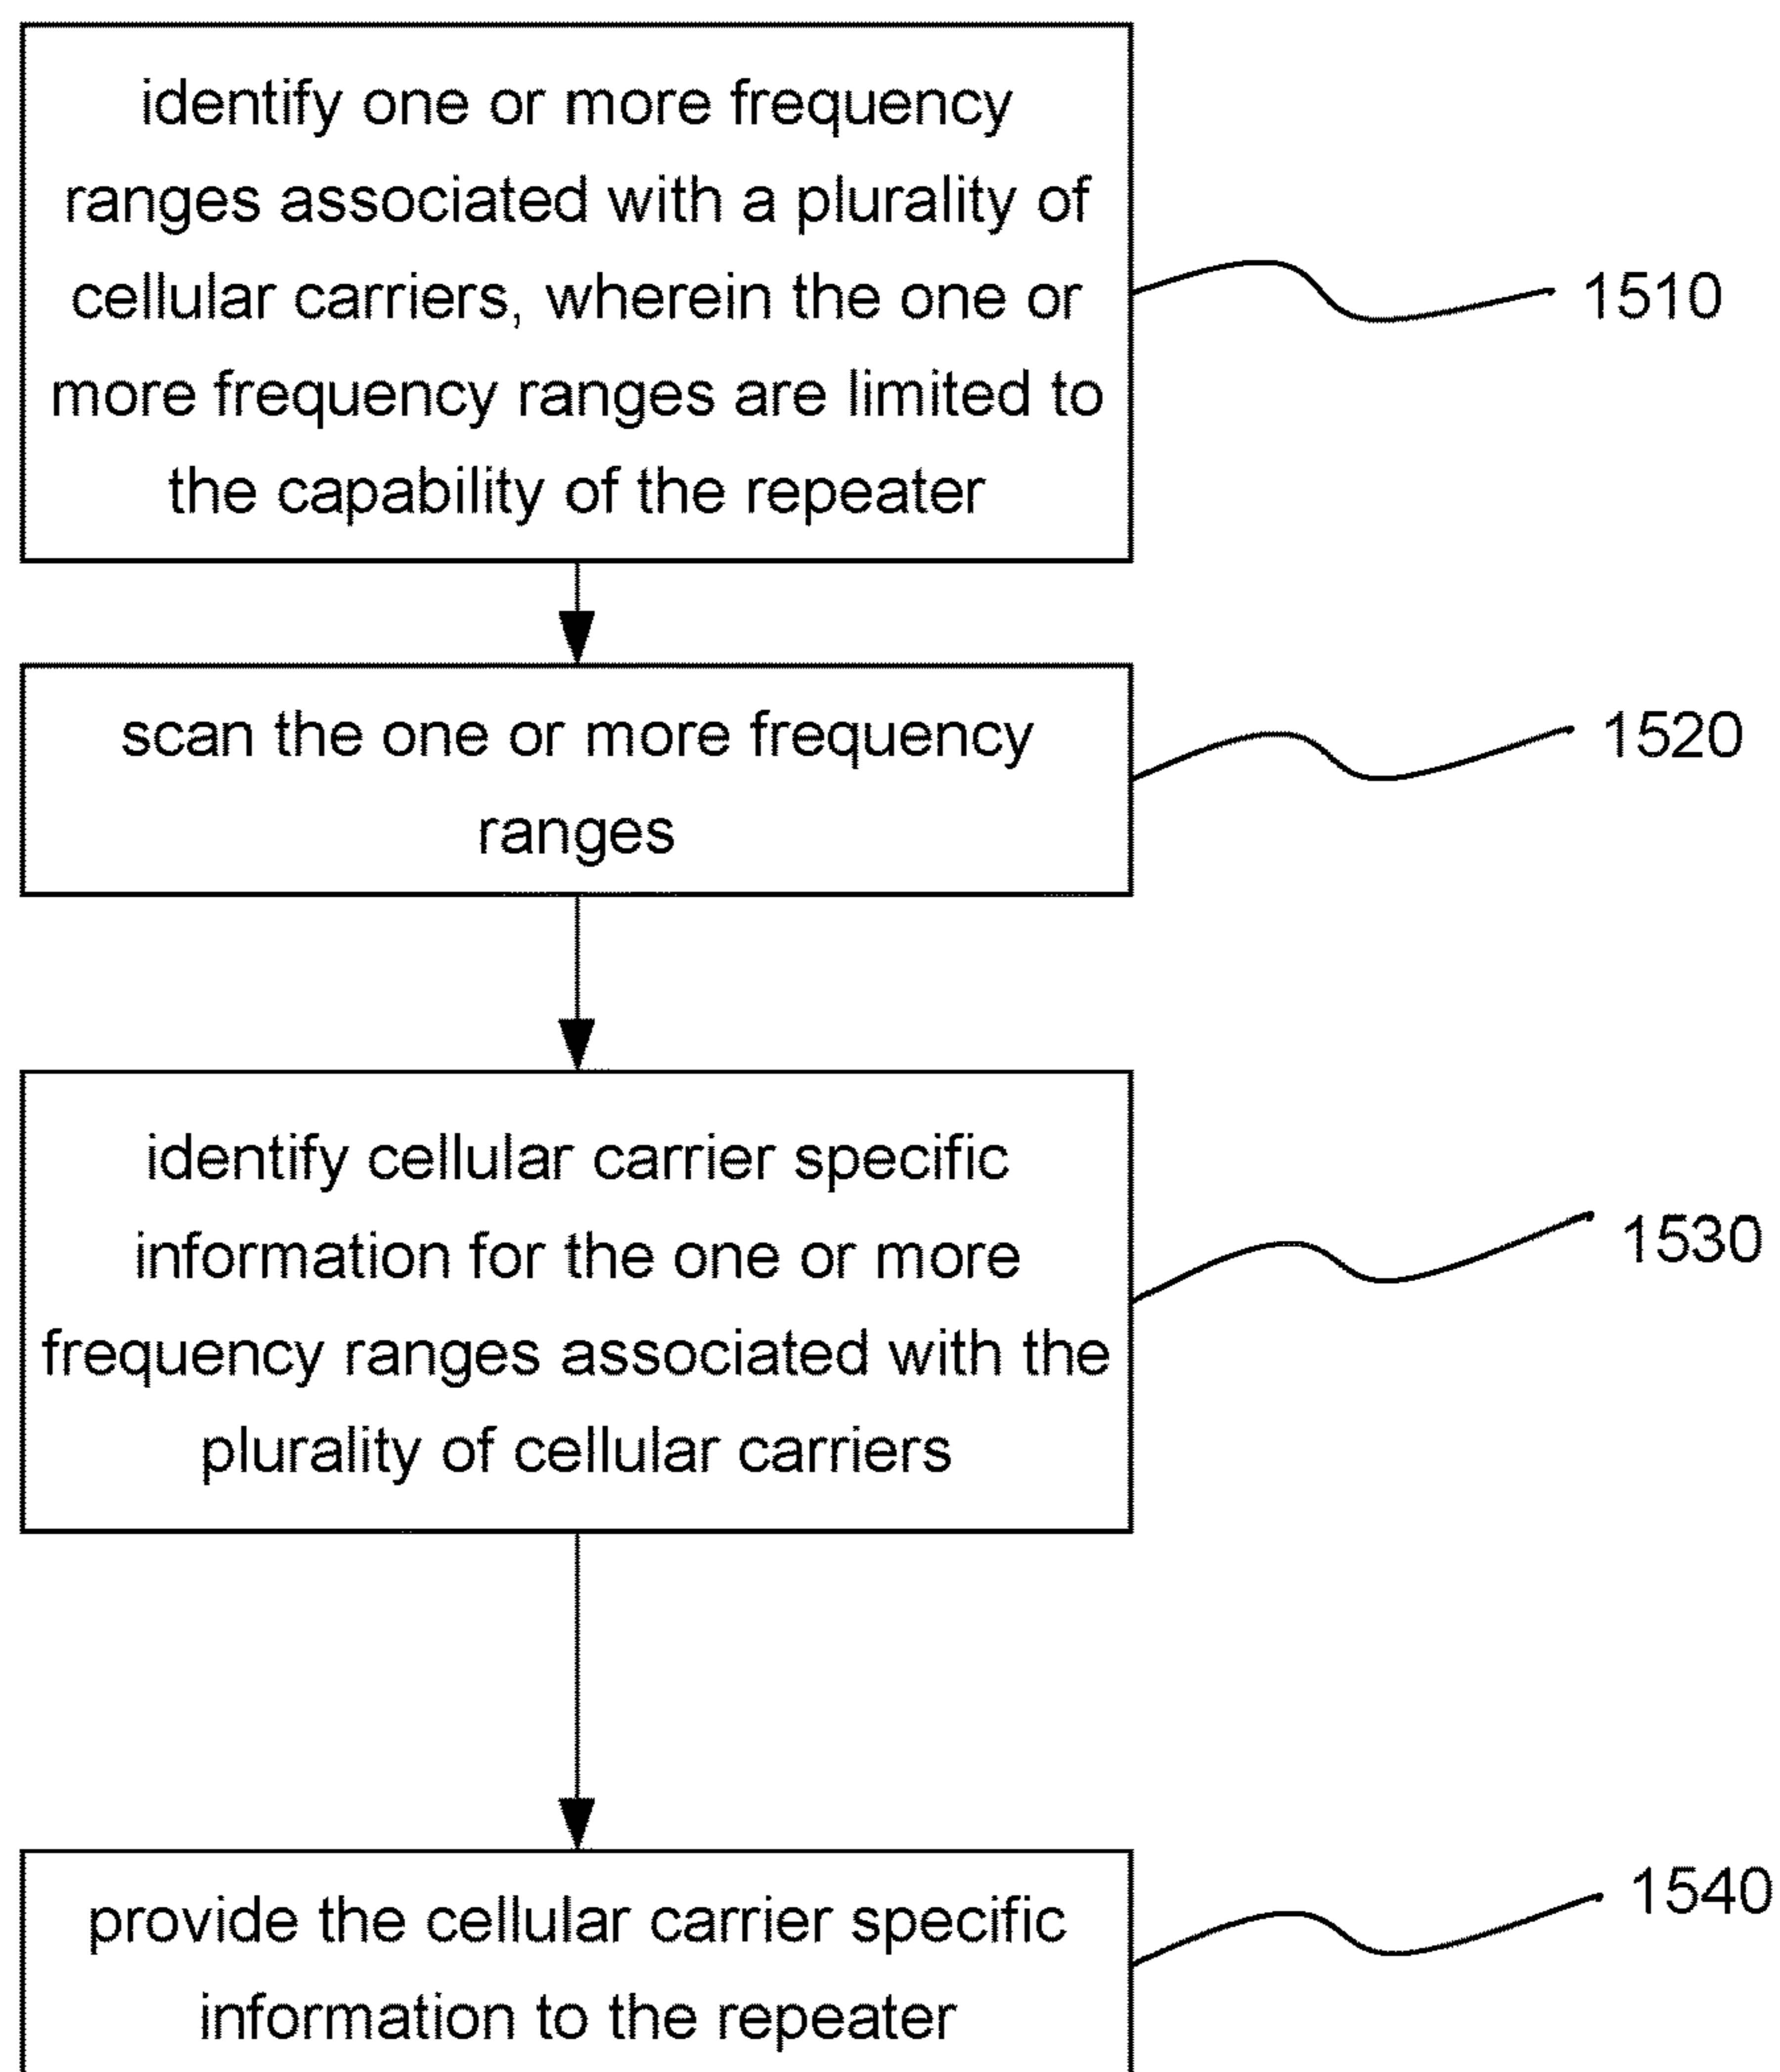 identify one or more frequency
ranges associated with a plurality of
cellular carriers, wherein the one or
more frequency ranges are limited to
the capability of the repeater
1510
scan the one or more frequency
ranges
1520
identify cellular carrier specific
information for the one or more
frequency ranges associated with the
plurality of cellular carriers
1530
provide the cellular carrier specific
information to the repeater
1540